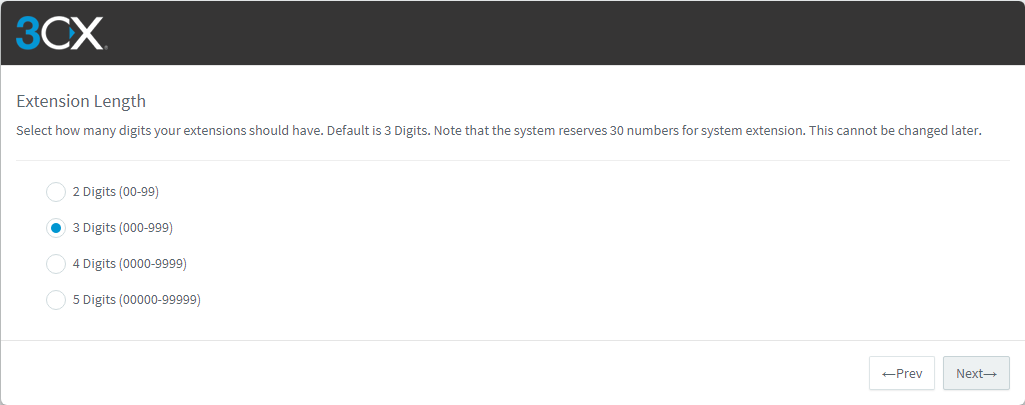 3CX
Extension Length
Select how many digits your extensions should have. Default is 3 Digits. Note that the system reserves 30 numbers for system extension. This cannot be changed later.
2 Digits (00-99)
3 Digits (000-999)
4 Digits (0000-9999)
5 Digits (00000-99999)
←Prev
Next→